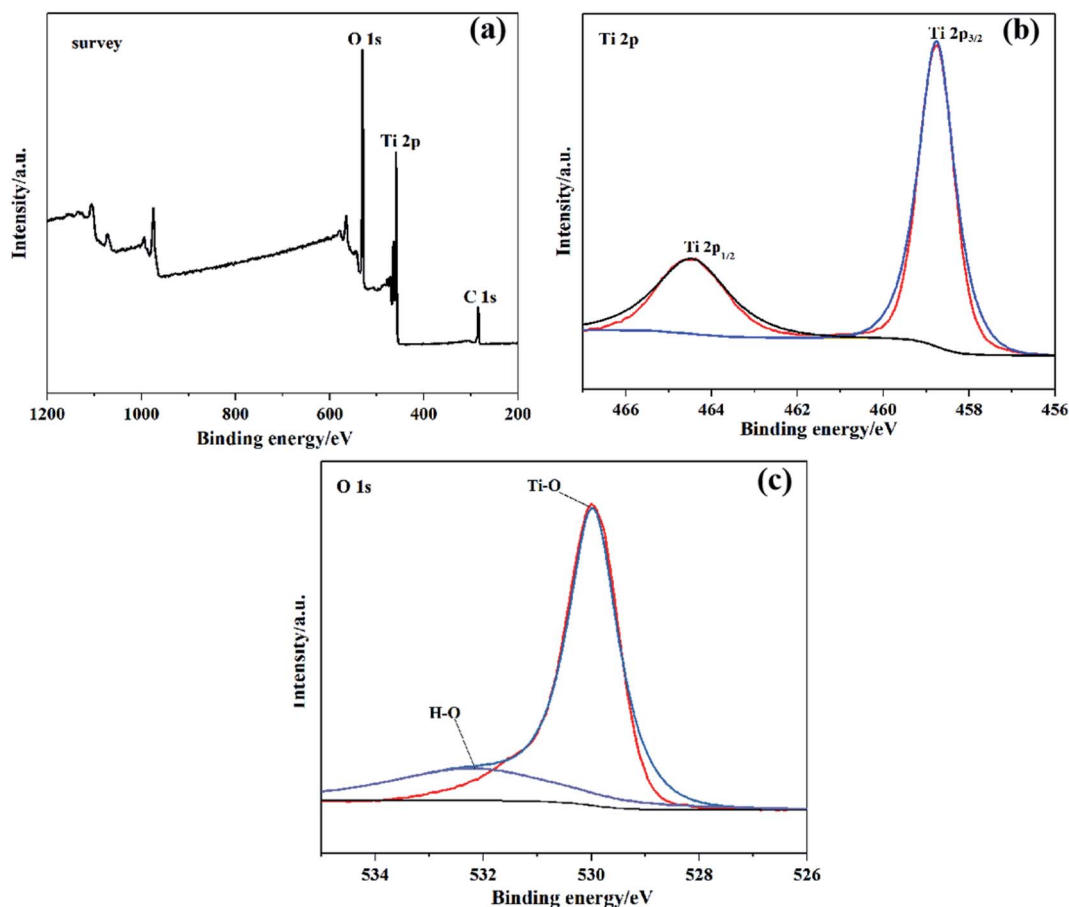 survey
(a)
O 1s
Ti 2p
C 1s
Intensity/a.u.
1200 1000 800 600 400 200
Binding energy/eV
Ti 2p
Ti 2p3/2
(b)
Ti 2p1/2
Intensity/a.u.
466 464 462 460 458 456
Binding energy/eV
O 1s
Ti-O
(c)
H-O
Intensity/a.u.
534 532 530 528 526
Binding energy/eV